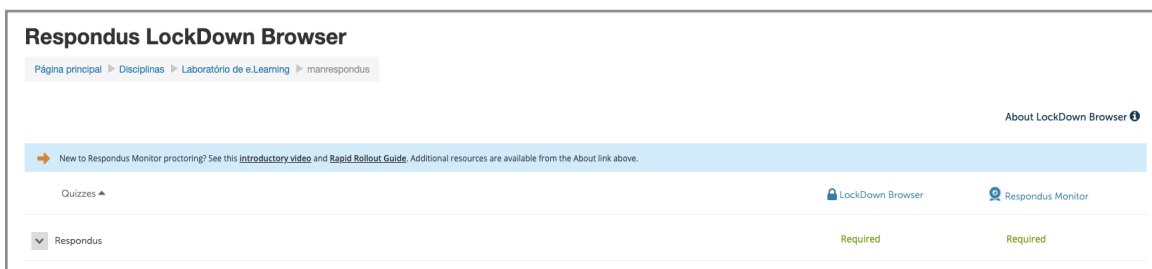 Respondus LockDown Browser
Página principal Disciplinas Laboratório de e.Learning manrespondus
About LockDown Browser
New to Respondus Monitor proctoring? See this introductory video and Rapid Rollout Guide. Additional resources are available from the About link above.
Quizzes LockDown Browser Respondus Monitor
Respondus Required Required